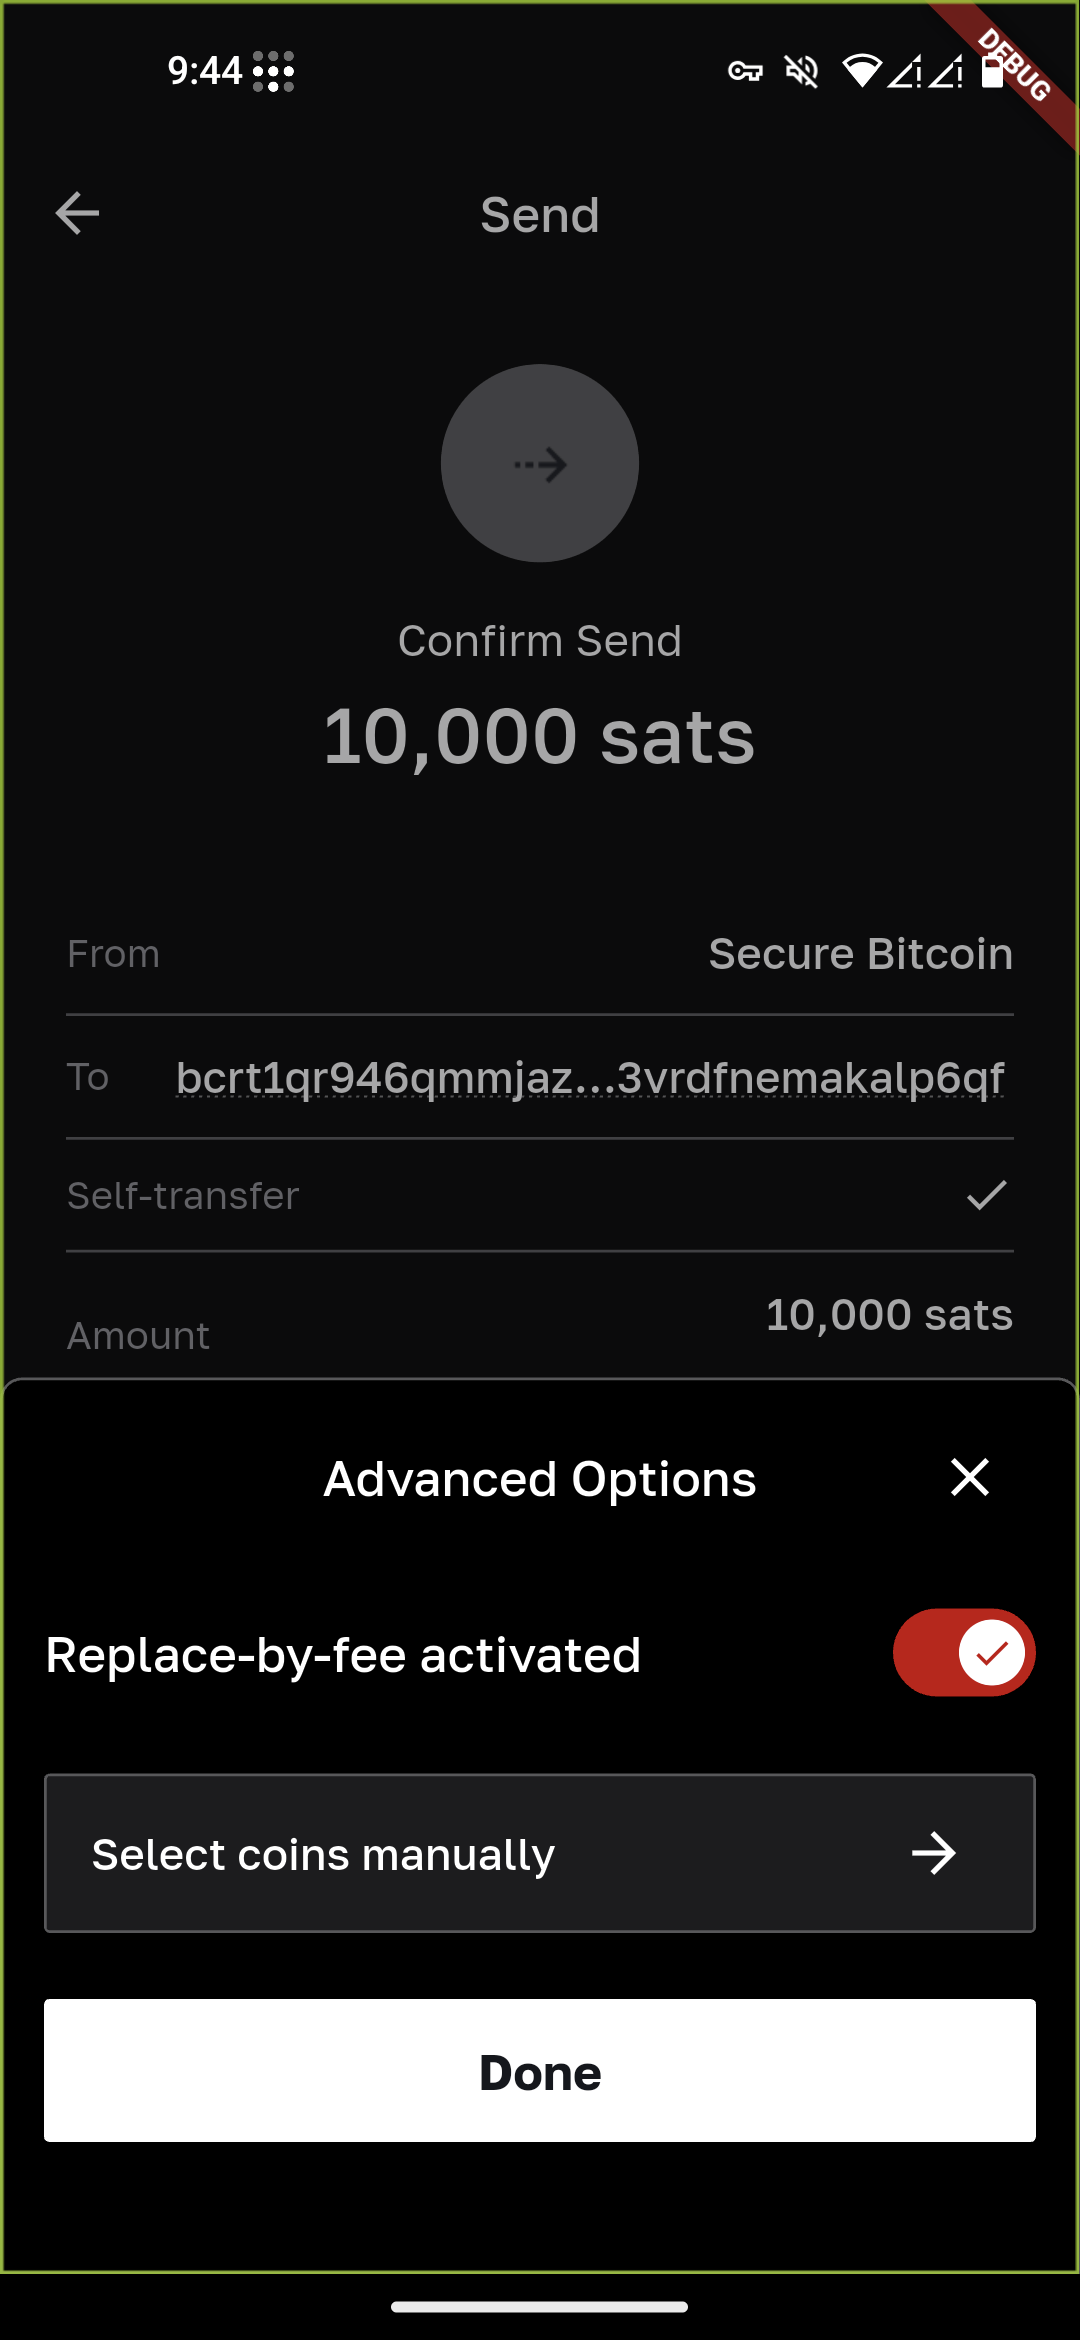 9:44
DEBUG
Send
Confirm Send
10,000 sats
From Secure Bitcoin
To bcrt1qr946qmmjaz...3vrdfnemakalp6qf
Self-transfer
Amount 10,000 sats
Advanced Options
Replace-by-fee activated
Select coins manually
Done